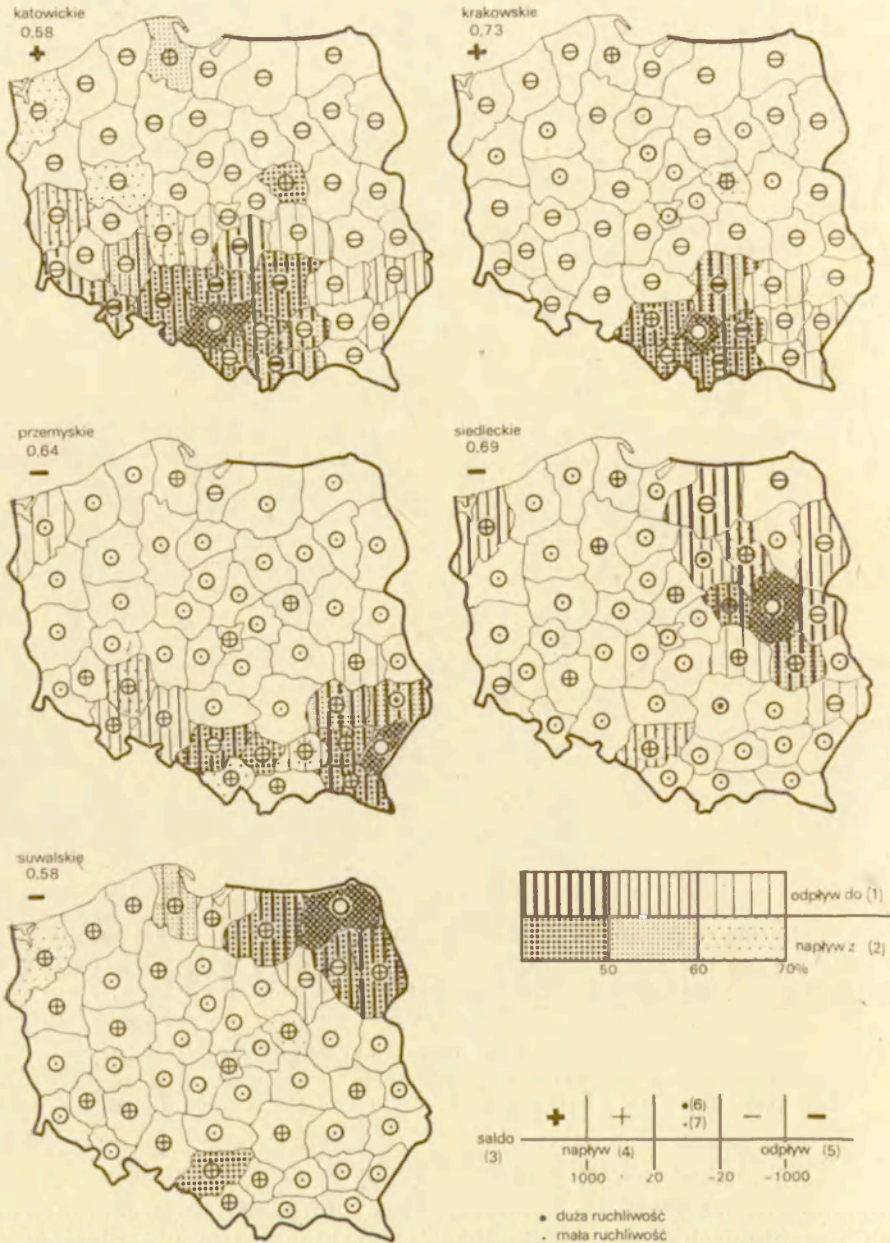 katowickie
0,58
+
krakowskie
0,73
+
przemyskie
0,64
−
siedleckie
0,69
−
suwalskie
0,58
−
odpływ do (1)
napływ z (2)
50 60 70%
+ + •(6) − −
·(7)
saldo (3) napływ (4) odpływ (5)
1000 20 −20 −1000
• duża ruchliwość
. mała ruchliwość